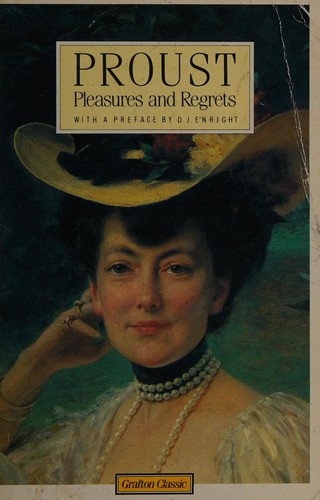 PROUST
Pleasures and Regrets
WITH A PREFACE BY D.J. ENRIGHT
Grafton Classic